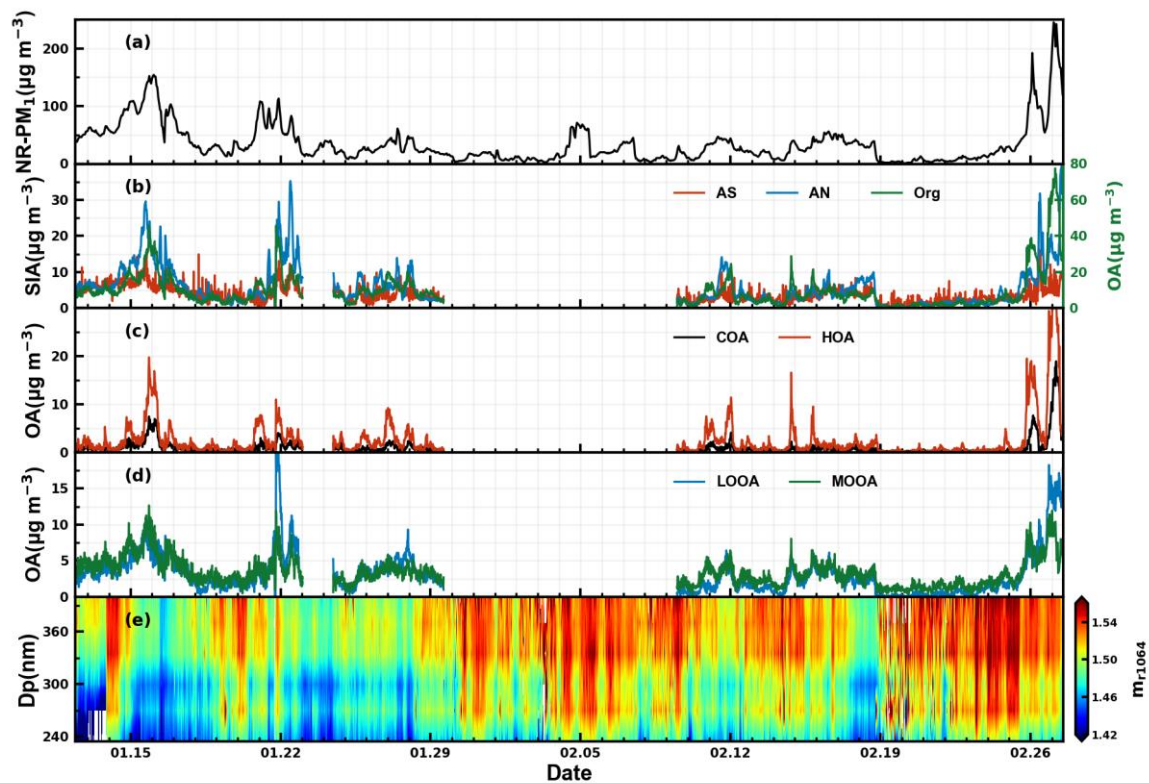 (a)
NR-PM₁(μg m⁻³)
200
100
0
(b)
AS AN Org
SIA(μg m⁻³)
30
20
10
0
80
60
40
20
0
OA(μg m⁻³)
(c)
COA HOA
OA(μg m⁻³)
20
10
0
(d)
LOOA MOOA
OA(μg m⁻³)
15
10
5
0
(e)
Dp(nm)
360
300
240
1.54
1.50
1.46
1.42
m_r1064
01.15 01.22 01.29 02.05 02.12 02.19 02.26
Date